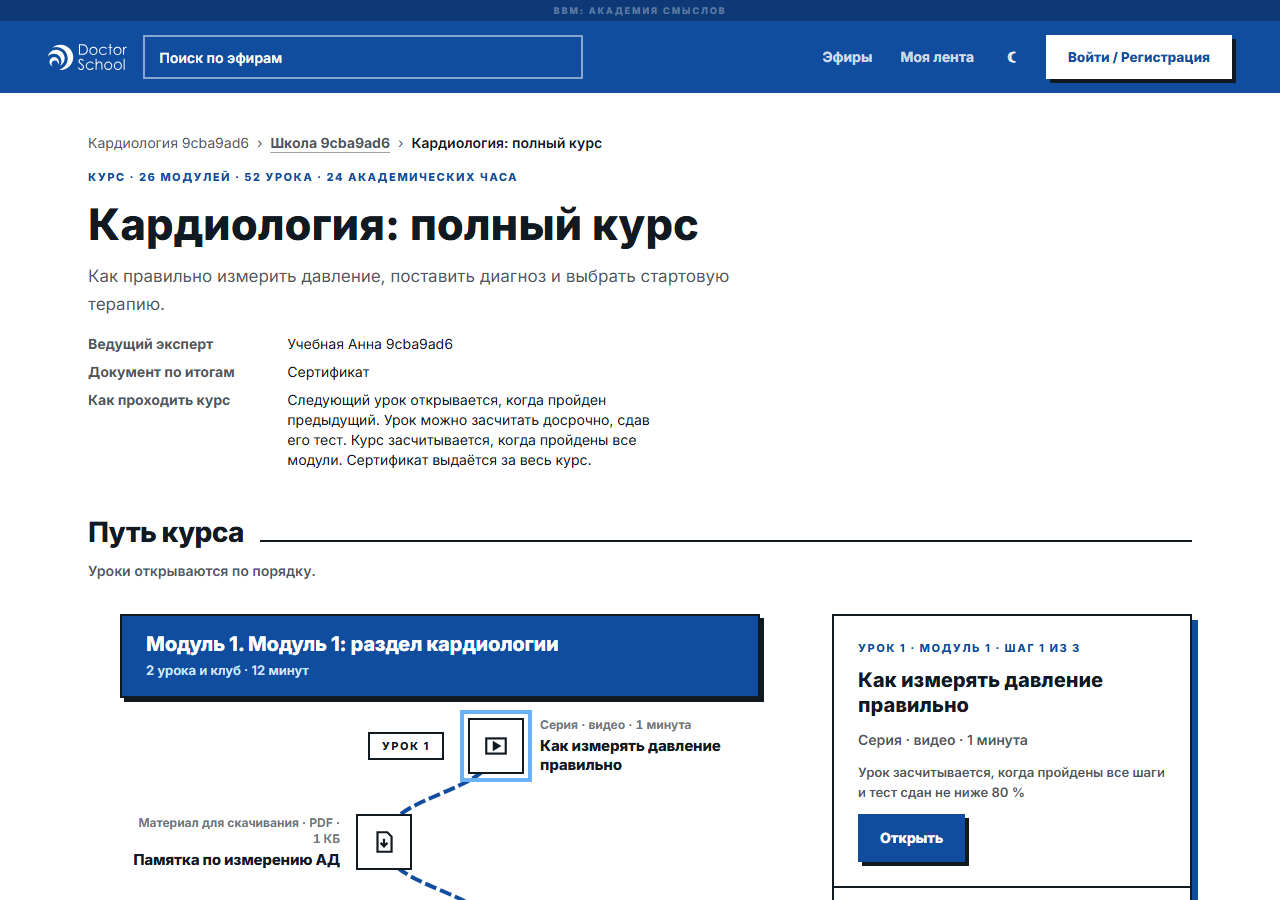 ВВМ: АКАДЕМИЯ СМЫСЛОВ
Doctor School
Поиск по эфирам
Эфиры
Моя лента
Войти / Регистрация
Кардиология 9cba9ad6 › Школа 9cba9ad6 › Кардиология: полный курс
КУРС · 26 МОДУЛЕЙ · 52 УРОКА · 24 АКАДЕМИЧЕСКИХ ЧАСА
Кардиология: полный курс
Как правильно измерить давление, поставить диагноз и выбрать стартовую
терапию.
Ведущий эксперт
Учебная Анна 9cba9ad6
Документ по итогам
Сертификат
Как проходить курс
Следующий урок открывается, когда пройден
предыдущий. Урок можно засчитать досрочно, сдав
его тест. Курс засчитывается, когда пройдены все
модули. Сертификат выдаётся за весь курс.
Путь курса
Уроки открываются по порядку.
Модуль 1. Модуль 1: раздел кардиологии
2 урока и клуб · 12 минут
УРОК 1
Серия · видео · 1 минута
Как измерять давление
правильно
Материал для скачивания · PDF ·
1 КБ
Памятка по измерению АД
УРОК 1 · МОДУЛЬ 1 · ШАГ 1 ИЗ 3
Как измерять давление
правильно
Серия · видео · 1 минута
Урок засчитывается, когда пройдены все шаги
и тест сдан не ниже 80 %
Открыть